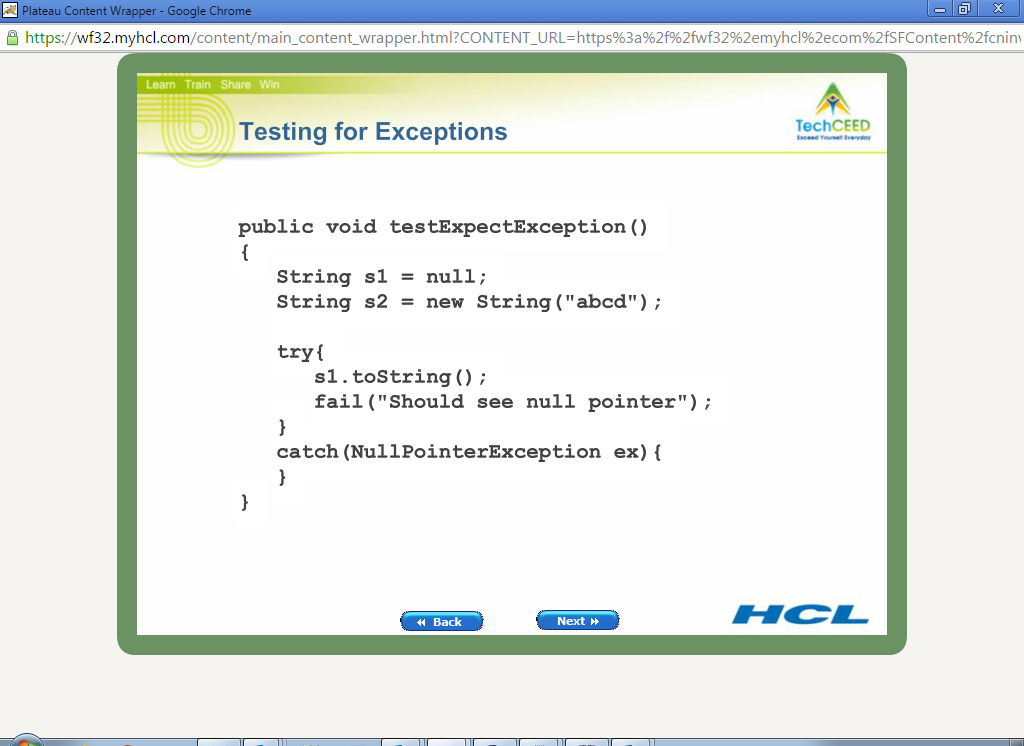 Plateau Content Wrapper - Google Chrome
https://wf32.myhcl.com/content/main_content_wrapper.html?CONTENT_URL=https%3a%2f%2fwf32%2emyhcl%2ecom%2fSFContent%2fcninv
Learn Train Share Win
TechCEED
Exceed Yourself Everyday
Testing for Exceptions
public void testExpectException()
{
String s1 = null;
String s2 = new String("abcd");
try{
s1.toString();
fail("Should see null pointer");
}
catch(NullPointerException ex){
}
}
Back
Next
HCL